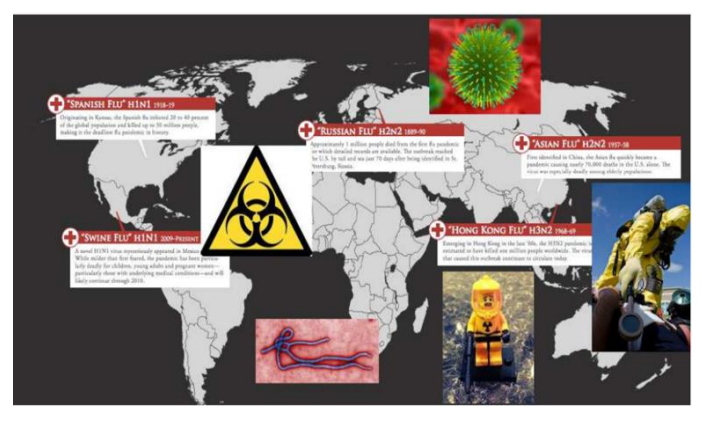 "SPANISH FLU" H1N1 1918-19
Originating in Kansas, the Spanish flu infected 20 to 40 percent
of the global population and killed up to 50 million people,
making it the deadliest flu pandemic in history.
"RUSSIAN FLU" H2N2 1889-90
Approximately 1 million people died from the first flu pandemic
for which detailed records are available. The outbreak reached
the U.S. by rail and sea just 70 days after being identified in St.
Petersburg, Russia.
"ASIAN FLU" H2N2 1957-58
First identified in China, the Asian flu quickly became a
pandemic causing nearly 70,000 deaths in the U.S. alone. The
virus was especially deadly among elderly populations.
"SWINE FLU" H1N1 2009-PRESENT
A novel H1N1 virus mysteriously appeared in Mexico
While milder than first feared, the pandemic has been
larly deadly for children, young adults and pregnant women—
particularly those with underlying medical conditions—and will
likely continue through 2010.
"HONG KONG FLU" H3N2 1968-69
Emerging in Hong Kong in the late '60s, the H3N2 pandemic is
estimated to have killed one million people worldwide. The virus
that caused this outbreak continues to circulate today.